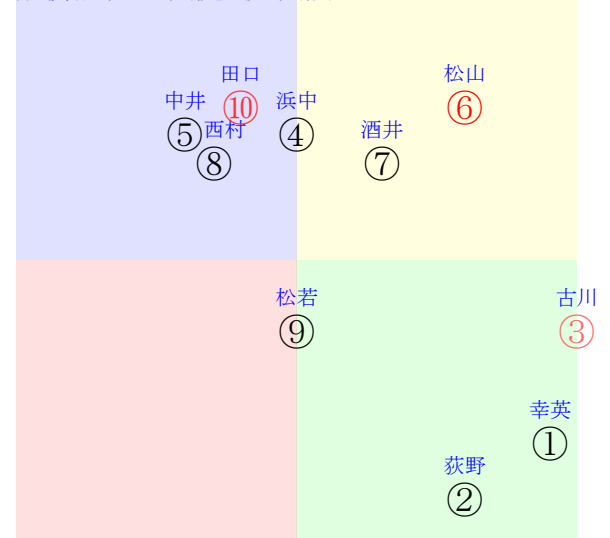 田口
⑩
松山
⑥
中井
⑤
浜中
④
西村
⑧
酒井
⑦
松若
⑨
古川
③
幸英
①
荻野
②